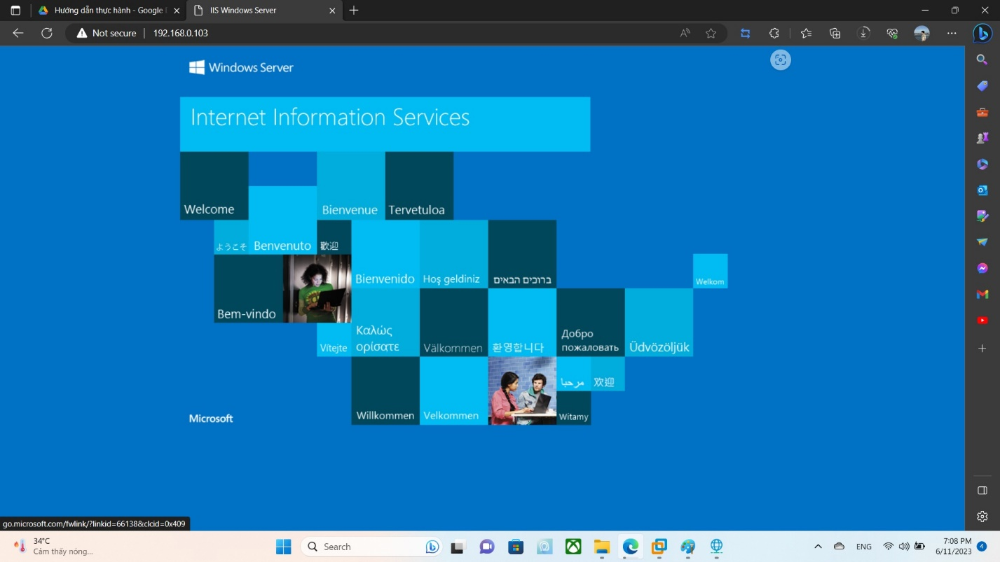 Hướng dẫn thực hành - Google
IIS Windows Server
Not secure
192.168.0.103
Windows Server
Internet Information Services
Welcome
Bienvenue
Tervetuloa
ようこそ
Benvenuto
歡迎
Bienvenido
Hoş geldiniz
ברוכים הבאים
Welkom
Bem-vindo
Vítejte
Καλώς
ορίσατε
Välkommen
환영합니다
Добро
пожаловать
Üdvözöljük
Willkommen
Velkommen
مرحبا
欢迎
Witamy
Microsoft
go.microsoft.com/fwlink/?linkid=66138&clcid=0x409
34°C
Cảm thấy nóng...
Search
ENG
7:08 PM
6/11/2023
4